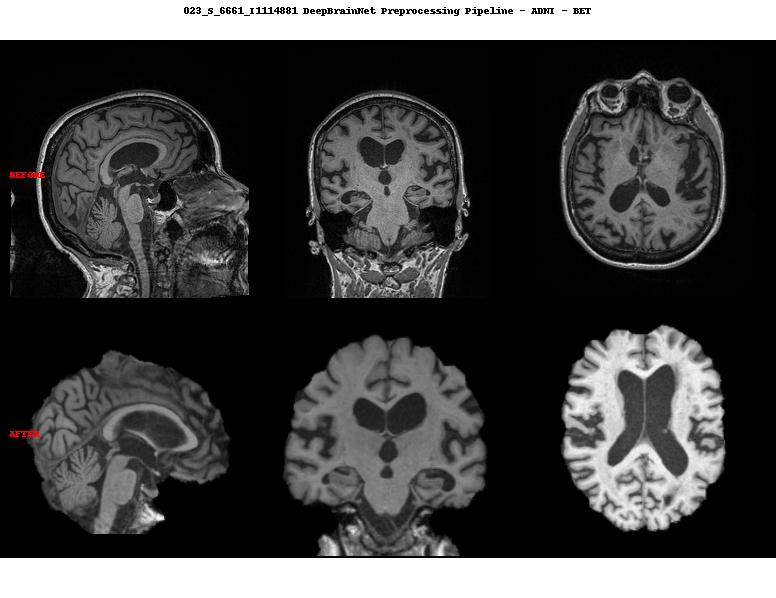 023_S_6661_I1114881 DeepBrainNet Preprocessing Pipeline - ADNI - BET
BEFORE
AFTER